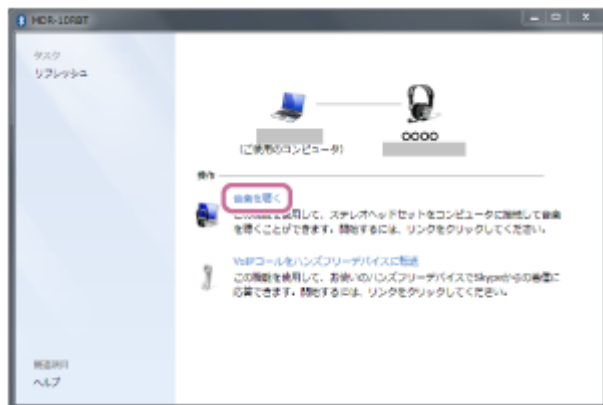 MDR-10RBT
タスク
リフレッシュ
(ご使用のコンピュータ)
○○○○
操作
音楽を聴く
この機能を使用して、ステレオヘッドセットをコンピュータに接続して音楽
を聴くことができます。開始するには、リンクをクリックしてください。
VoIPコールをハンズフリーデバイスに転送
この機能を使用して、お使いのハンズフリーデバイスでSkypeからの着信に
応答できます。開始するには、リンクをクリックしてください。
関連項目
ヘルプ